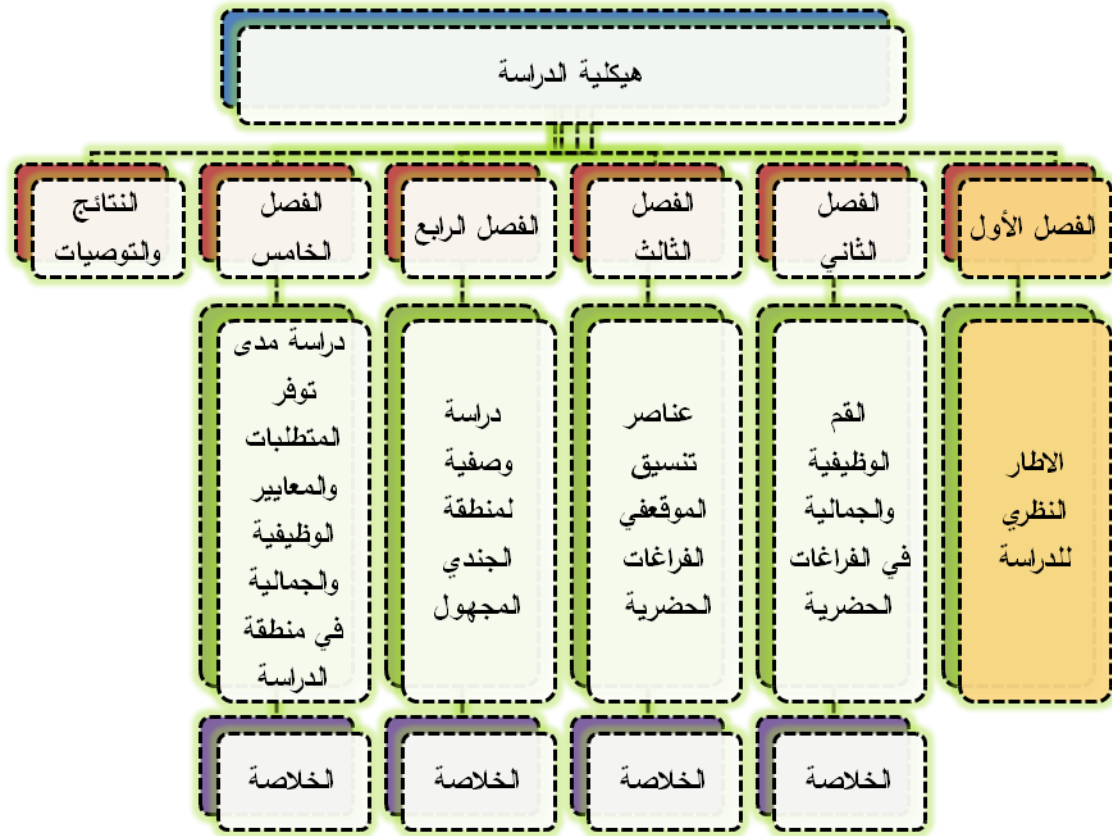 هيكلية الدراسة
الفصل الأول
الفصل
الثاني
الفصل
الثالث
الفصل الرابع
الفصل
الخامس
النتائج
والتوصيات
الاطار
النظري
للدراسة
القم
الوظيفية
والجمالية
في الفراغات
الحضرية
عناصر
تنسيق
الموقعفي
الفراغات
الحضرية
دراسة
وصفية
لمنطقة
الجندي
المجهول
دراسة مدى
توفر
المتطلبات
والمعايير
الوظيفية
والجمالية
في منطقة
الدراسة
الخلاصة
الخلاصة
الخلاصة
الخلاصة